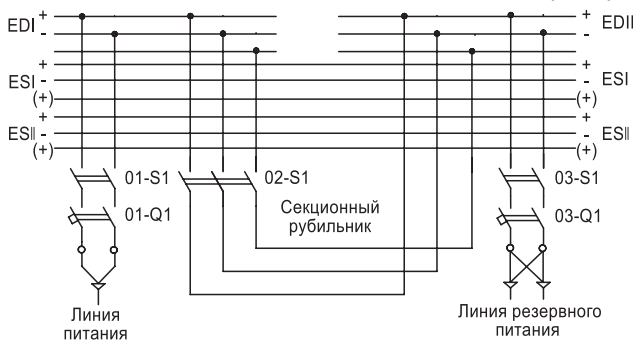 EDI + EDII
- -
ESI + + ESI
- -
(+) (+)
ESII + + ESII
- -
(+) (+)
01-S1 02-S1 03-S1
01-Q1 Секционный рубильник 03-Q1
Линия питания
Линия резервного питания